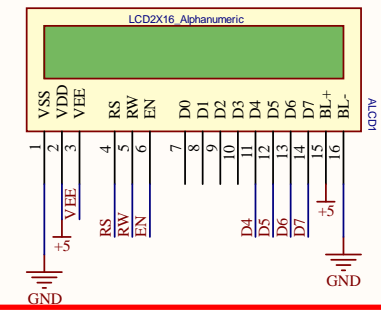 LCD2X16_Alphanumeric
VSS VDD VEE RS RW EN D0 D1 D2 D3 D4 D5 D6 D7 BL+ BL-
ALCD1
1 2 3 4 5 6 7 8 9 10 11 12 13 14 15 16
VEE
RS RW EN D4 D5 D6 D7
+5 +5
GND GND